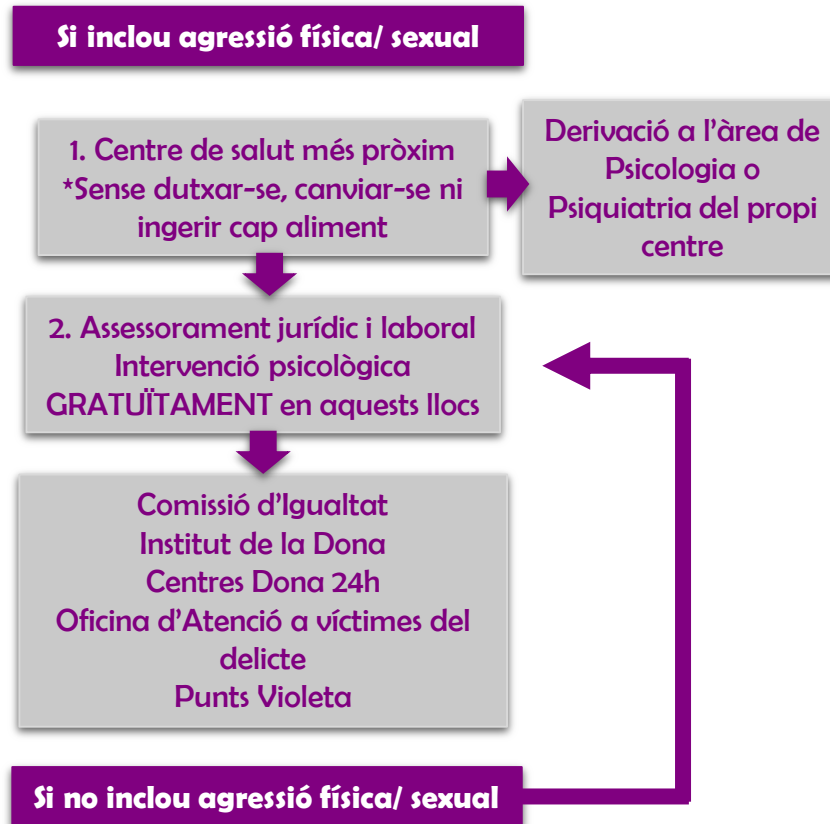 Si inclou agressió física/ sexual
1. Centre de salut més pròxim
*Sense dutxar-se, canviar-se ni
ingerir cap aliment
Derivació a l'àrea de
Psicologia o
Psiquiatria del propi
centre
2. Assessorament jurídic i laboral
Intervenció psicològica
GRATUÏTAMENT en aquests llocs
Comissió d'Igualtat
Institut de la Dona
Centres Dona 24h
Oficina d'Atenció a víctimes del
delicte
Punts Violeta
Si no inclou agressió física/ sexual